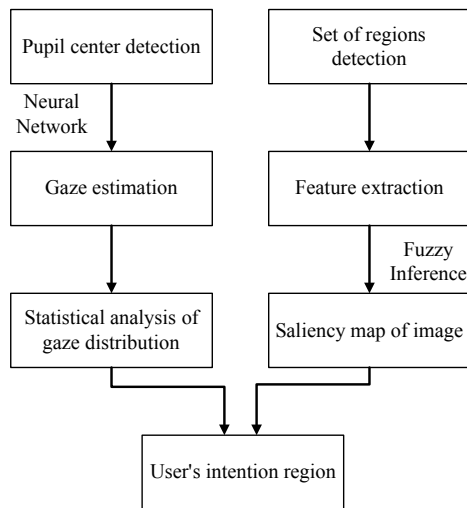 Pupil center detection
Set of regions
detection
Neural
Network
Gaze estimation
Feature extraction
Fuzzy
Inference
Statistical analysis of
gaze distribution
Saliency map of image
User's intention region